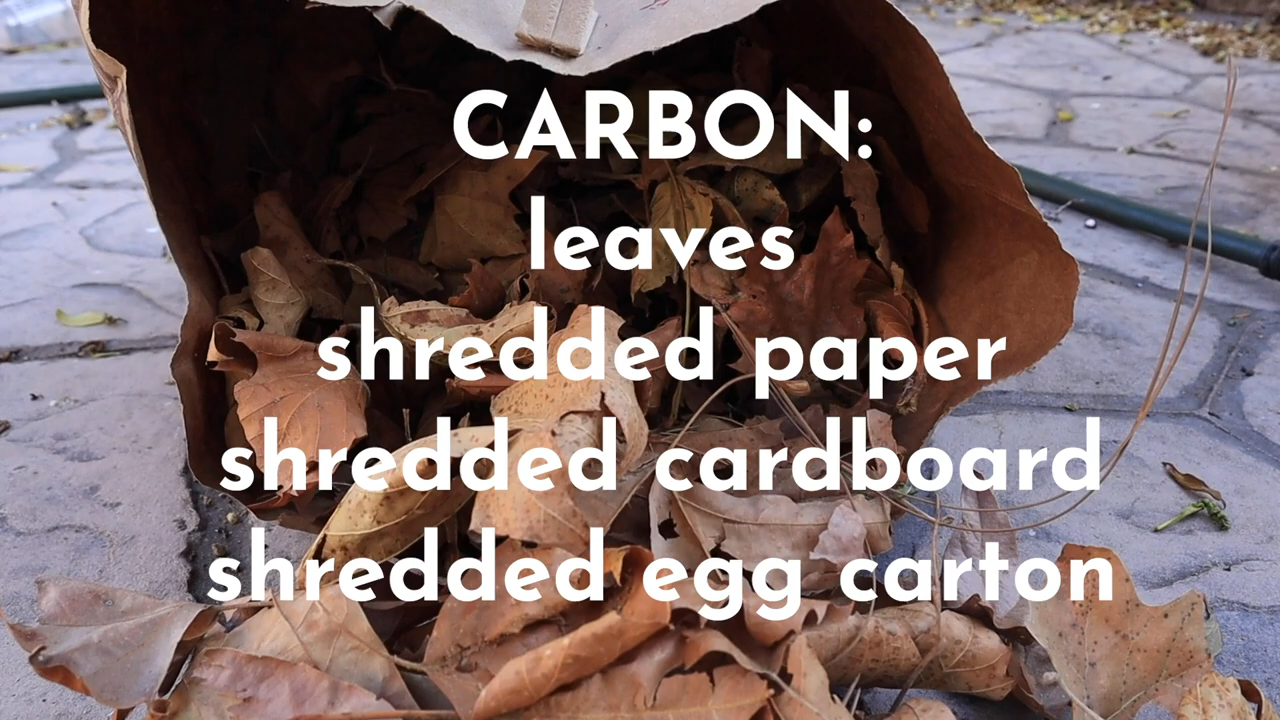 CARBON:
leaves
shredded paper
shredded cardboard
shredded egg carton